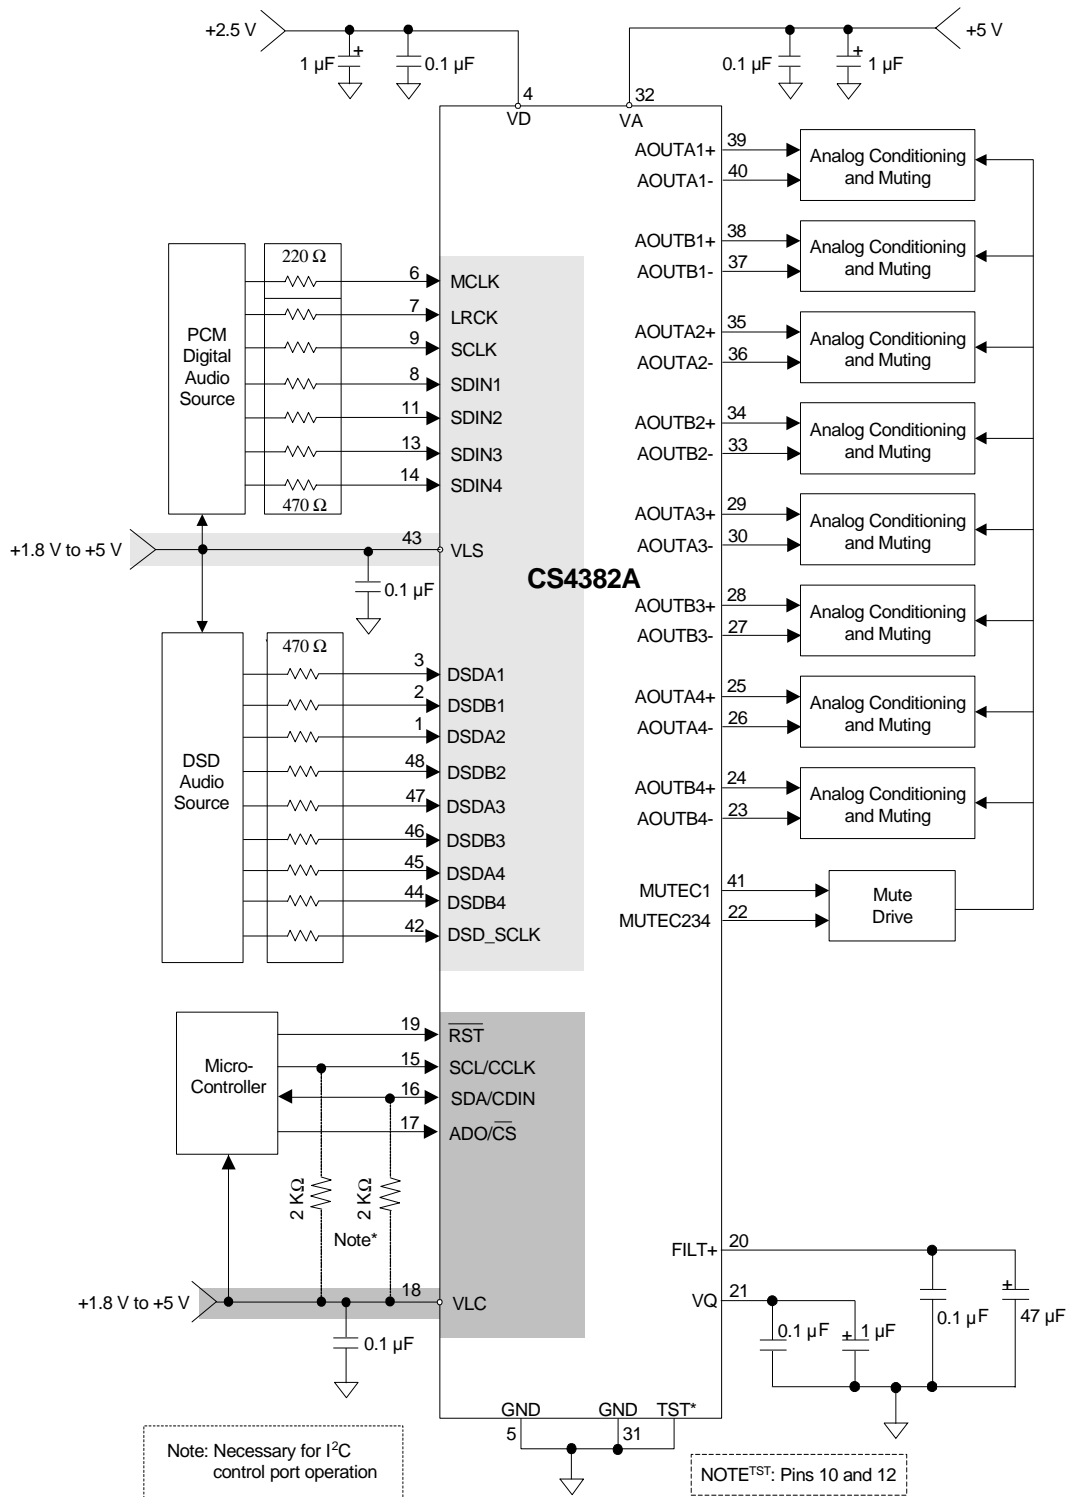 +2.5 V
1 µF
+
0.1 µF
0.1 µF
+
1 µF
+5 V
4
VD
32
VA
PCM
Digital
Audio
Source
220 Ω
470 Ω
6
MCLK
7
LRCK
9
SCLK
8
SDIN1
11
SDIN2
13
SDIN3
14
SDIN4
+1.8 V to +5 V
43
VLS
0.1 µF
CS4382A
DSD
Audio
Source
470 Ω
3
DSDA1
2
DSDB1
1
DSDA2
48
DSDB2
47
DSDA3
46
DSDB3
45
DSDA4
44
DSDB4
42
DSD_SCLK
Micro-
Controller
19
RST
15
SCL/CCLK
16
SDA/CDIN
17
ADO/CS
2 KΩ
2 KΩ
Note*
+1.8 V to +5 V
18
VLC
0.1 µF
AOUTA1+
39
AOUTA1-
40
Analog Conditioning
and Muting
AOUTB1+
38
AOUTB1-
37
Analog Conditioning
and Muting
AOUTA2+
35
AOUTA2-
36
Analog Conditioning
and Muting
AOUTB2+
34
AOUTB2-
33
Analog Conditioning
and Muting
AOUTA3+
29
AOUTA3-
30
Analog Conditioning
and Muting
AOUTB3+
28
AOUTB3-
27
Analog Conditioning
and Muting
AOUTA4+
25
AOUTA4-
26
Analog Conditioning
and Muting
AOUTB4+
24
AOUTB4-
23
Analog Conditioning
and Muting
MUTEC1
41
MUTEC234
22
Mute
Drive
FILT+
20
VQ
21
0.1 µF
+
1 µF
0.1 µF
+
47 µF
GND
5
GND
31
TST*
Note: Necessary for I²C
control port operation
NOTE^TST: Pins 10 and 12